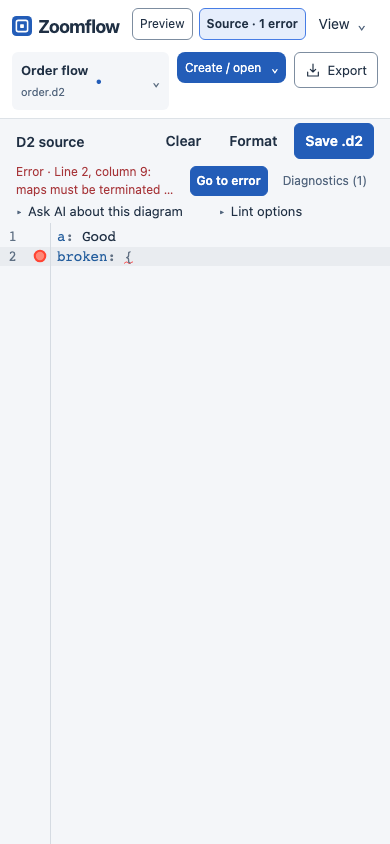 Zoomflow
Preview
Source · 1 error
View
Order flow
order.d2
Create / open
Export
D2 source
Clear
Format
Save .d2
Error · Line 2, column 9:
maps must be terminated ...
Go to error
Diagnostics (1)
Ask AI about this diagram
Lint options
1 a: Good
2 broken: {